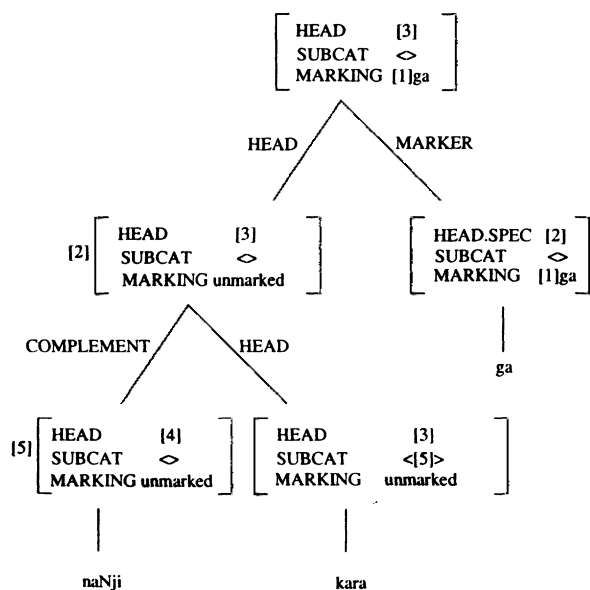 HEAD [3]
SUBCAT <>
MARKING [1]ga
HEAD MARKER
[2] HEAD [3]
SUBCAT <>
MARKING unmarked
HEAD.SPEC [2]
SUBCAT <>
MARKING [1]ga
COMPLEMENT HEAD
ga
[5] HEAD [4]
SUBCAT <>
MARKING unmarked
HEAD [3]
SUBCAT <[5]>
MARKING unmarked
naNji kara